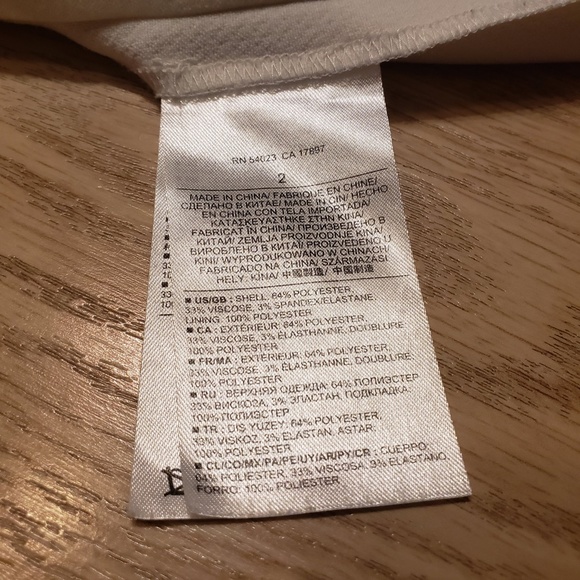 RN 54023 CA 17897
2
MADE IN CHINA/ FABRIQUE EN CHINE/
СДЕЛАНО В КИТАЕ/ MADE IN CIN/ HECHO
EN CHINA CON TELA IMPORTADA/
ΚΑΤΑΣΚΕΥΑΣΤΗΚΕ ΣΤΗΝ ΚΙΝΑ/
FABRICAT ÎN CHINA/ ПРОИЗВЕДЕНО В
КИТАЙ/ ZEMLJA PROIZVODNJE KINA/
ВИРОБЛЕНО В КИТАЇ/ PROIZVEDENO U
KINI/ WYPRODUKOWANO W CHINACH/
FABRICADO NA CHINA/ SZÁRMAZÁSI
HELY: KINA/ 中國製造/ 中国制造
■ US/GB : SHELL: 64% POLYESTER,
33% VISCOSE, 3% SPANDEX/ELASTANE,
LINING: 100% POLYESTER
■ CA : EXTÉRIEUR: 64% POLYESTER,
33% VISCOSE, 3% ÉLASTHANNE, DOUBLURE:
100% POLYESTER
■ FR/MA : EXTÉRIEUR: 64% POLYESTER,
33% VISCOSE, 3% ÉLASTHANNE, DOUBLURE:
100% POLYESTER
■ RU : ВЕРХНЯЯ ОДЕЖДА: 64% ПОЛИЭСТЕР
33% ВИСКОЗА, 3% ЭЛАСТАН, ПОДКЛАДКА:
100% ПОЛИЭСТЕР
■ TR : DIŞ YUZEY: 64% POLYESTER,
33% VISKOZ, 3% ELASTAN, ASTAR:
100% POLYESTER
■ CL/CO/MX/PA/PE/UY/AR/PY/CR : CUERPO:
64% POLIÉSTER, 33% VISCOSA, 3% ELASTANO
FORRO: 100% POLIESTER